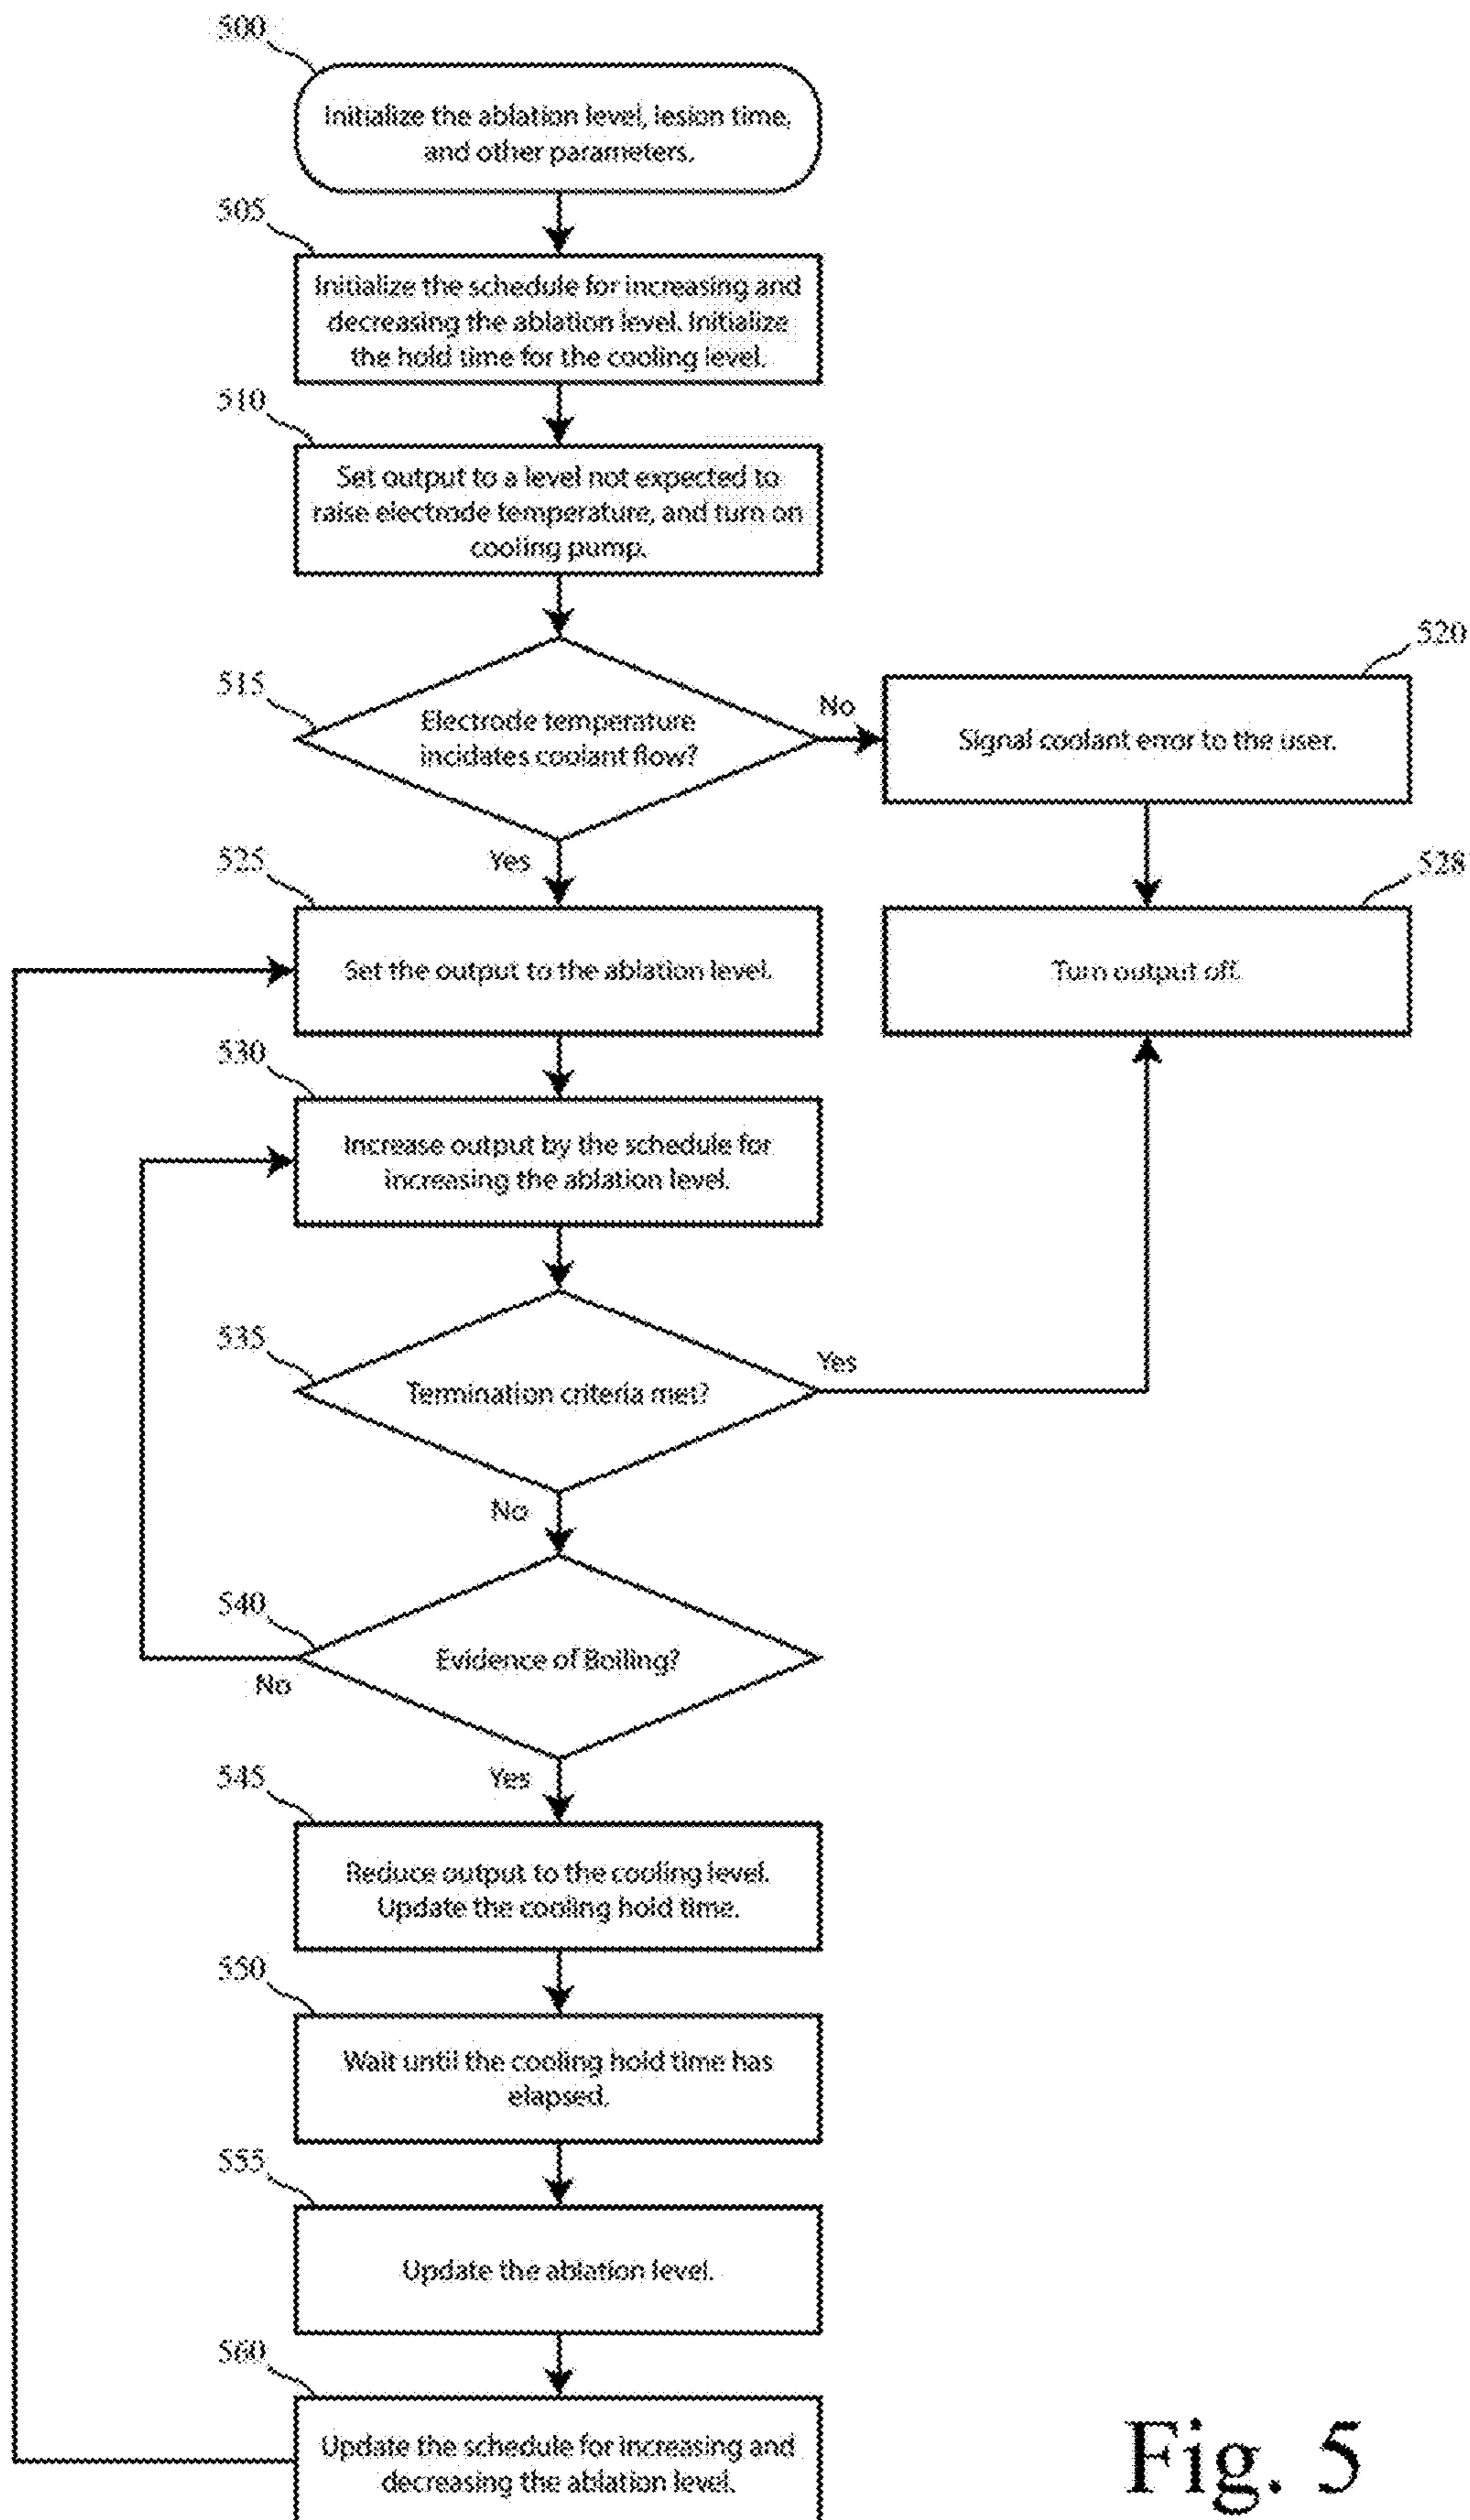 500
Initialize the ablation level, lesion time,
and other parameters.
505
Initialize the schedule for increasing and
decreasing the ablation level. Initialize
the hold time for the cooling level.
510
Set output to a level not expected to
raise electrode temperature, and turn on
cooling pump.
515
Electrode temperature
incidates coolant flow?
No
520
Signal coolant error to the user.
Yes
525
Set the output to the ablation level.
528
Turn output off.
530
Increase output by the schedule for
increasing the ablation level.
535
Termination criteria met?
Yes
No
540
Evidence of Boiling?
No
Yes
545
Reduce output to the cooling level.
Update the cooling hold time.
550
Wait until the cooling hold time has
elapsed.
555
Update the ablation level.
560
Update the schedule for increasing and
decreasing the ablation level.
Fig. 5